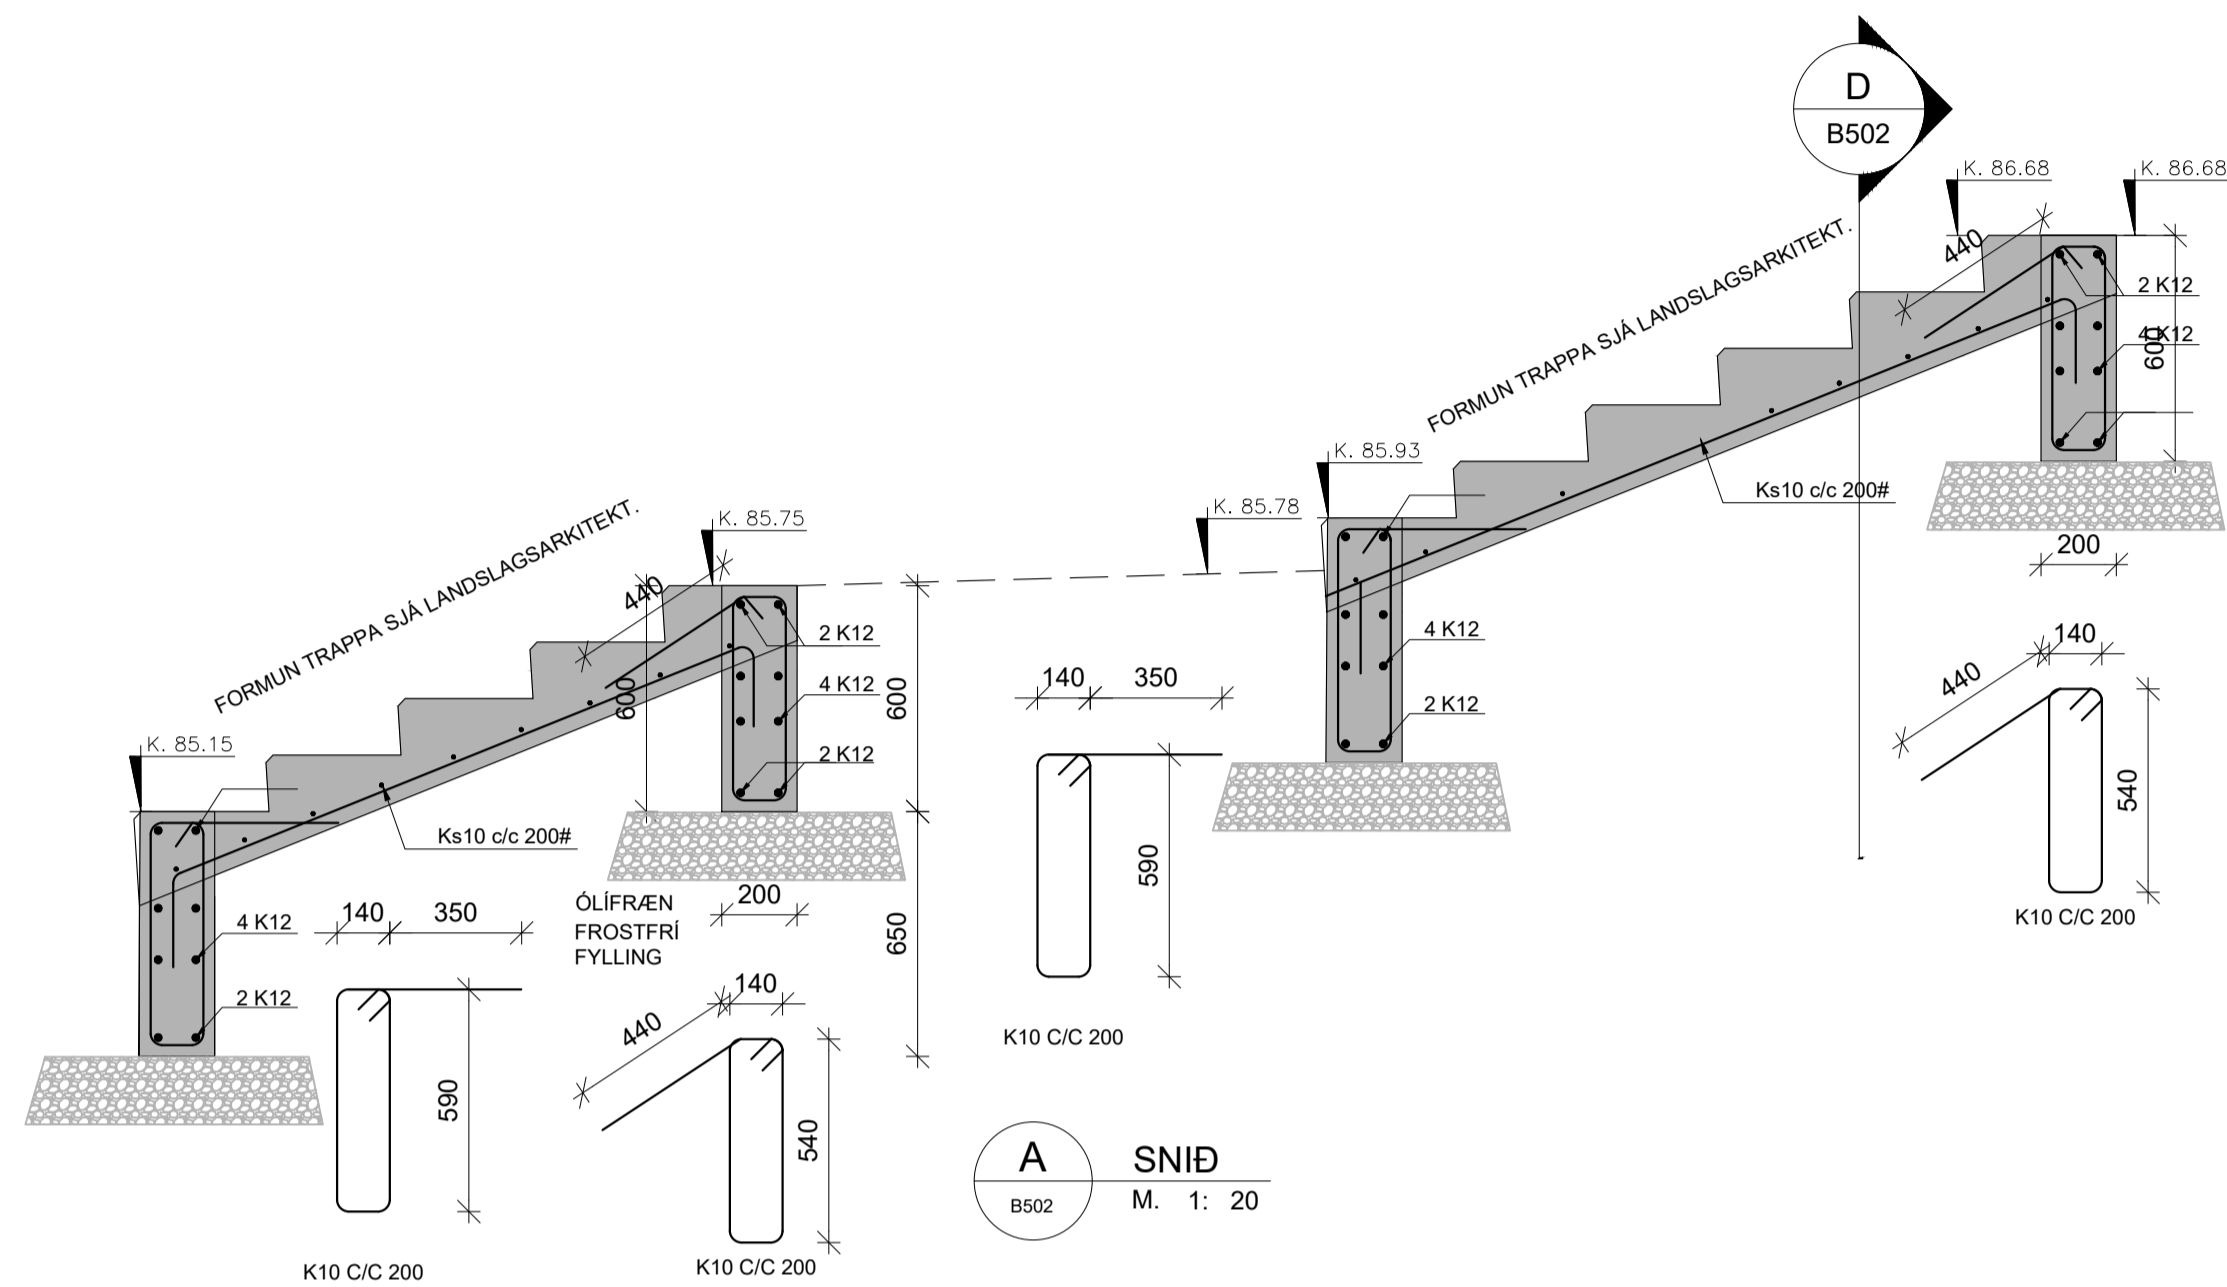 D
B502
K. 86.68
K. 86.68
440
2 K12
4 K12
600
FORMUN TRAPPA SJÁ LANDSLAGSARKITEKT.
K. 85.93
Ks10 c/c 200#
200
K. 85.78
K. 85.75
FORMUN TRAPPA SJÁ LANDSLAGSARKITEKT.
440
2 K12
4 K12
2 K12
600
600
650
K. 85.15
Ks10 c/c 200#
4 K12
2 K12
ÓLÍFRÆN
FROSTFRÍ
FYLLING
200
4 K12
2 K12
140
350
590
K10 C/C 200
440
140
540
K10 C/C 200
140
350
590
K10 C/C 200
440
140
540
K10 C/C 200
A
B502
SNIÐ
M. 1: 20